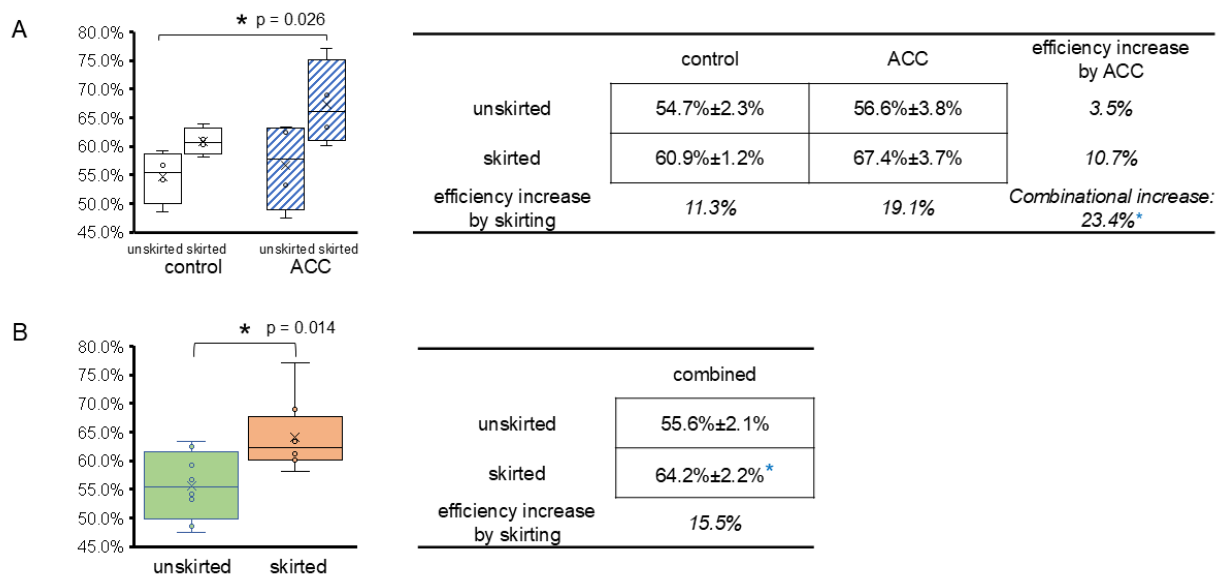 A
* p = 0.026
80.0%
75.0%
70.0%
65.0%
60.0%
55.0%
50.0%
45.0%
unskirted skirted unskirted skirted
control ACC
control ACC efficiency increase
by ACC
unskirted 54.7%±2.3% 56.6%±3.8% 3.5%
skirted 60.9%±1.2% 67.4%±3.7% 10.7%
efficiency increase
by skirting 11.3% 19.1% Combinational increase:
23.4%*
B
* p = 0.014
80.0%
75.0%
70.0%
65.0%
60.0%
55.0%
50.0%
45.0%
unskirted skirted
combined
unskirted 55.6%±2.1%
skirted 64.2%±2.2%*
efficiency increase
by skirting 15.5%